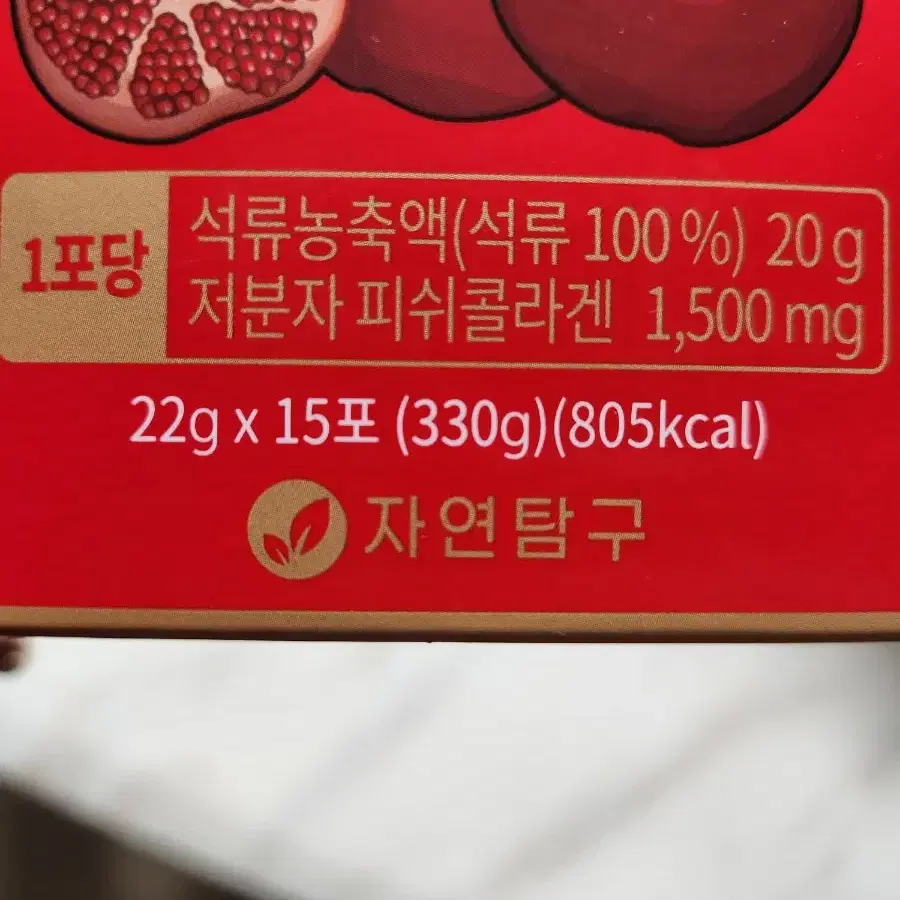 1포당
석류농축액(석류 100 %) 20 g
저분자 피쉬콜라겐 1,500 mg
22g x 15포 (330g)(805kcal)
자연탐구